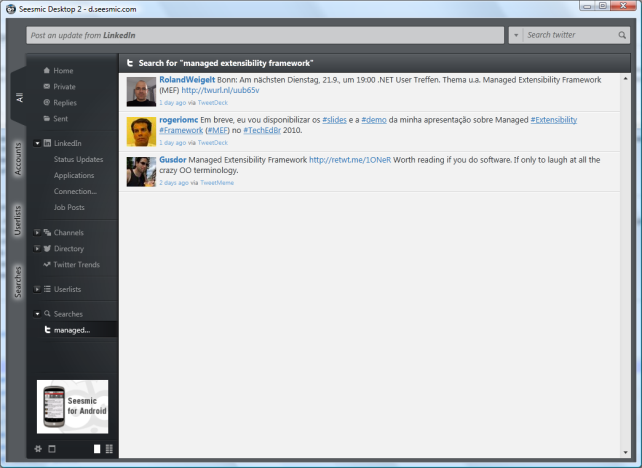 Seesmic Desktop 2 - d.seesmic.com
Post an update from LinkedIn
Search twitter
All
Accounts
Userlists
Searches
Home
Private
Replies
Sent
LinkedIn
Status Updates
Applications
Connection...
Job Posts
Channels
Directory
Twitter Trends
Userlists
Searches
managed...
Seesmic
for Android
Search for "managed extensibility framework"
RolandWeigelt Bonn: Am nächsten Dienstag, 21.9., um 19:00 .NET User Treffen. Thema u.a. Managed Extensibility Framework
(MEF) http://twurl.nl/uub65v
1 day ago via TweetDeck
rogeriomc Em breve, eu vou disponibilizar os #slides e a #demo da minha apresentação sobre Managed #Extensibility
#Framework (#MEF) no #TechEdBr 2010.
1 day ago via TweetDeck
Gusdor Managed Extensibility Framework http://retwt.me/1ONeR Worth reading if you do software. If only to laugh at all the
crazy OO terminology.
2 days ago via TweetMeme